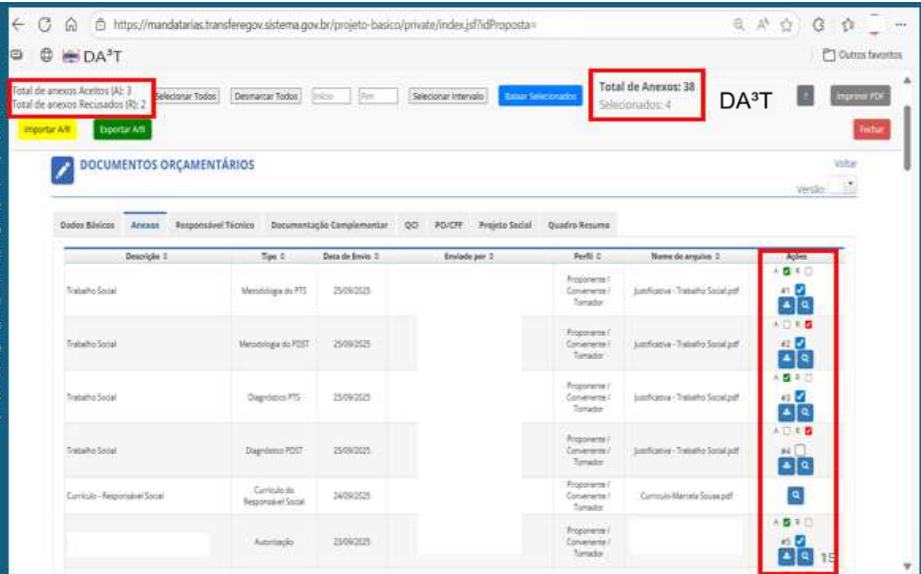 https://mandatarias.transferegov.sistema.gov.br/projeto-basico/private/index.jsf?idProposta=
DA³T
Outros favoritos
Total de anexos Aceitos (A): 3
Total de anexos Recusados (R): 2
Selecionar Todos
Desmarcar Todos
Início
Fim
Selecionar Intervalo
Baixar Selecionados
Total de Anexos: 38
Selecionados: 4
DA³T
?
Imprimir PDF
Importar A/R
Exportar A/R
Fechar
DOCUMENTOS ORÇAMENTÁRIOS
Voltar
Versão:
Dados Básicos Anexos Responsável Técnico Documentação Complementar QCI PO/CFF Projeto Social Quadro Resumo
Descrição Tipo Data de Envio Enviado por Perfil Nome do arquivo Ações
Trabalho Social Metodologia do PTS 25/09/2025 Proponente / Convenente / Tomador Justificativa - Trabalho Social.pdf A R #1
Trabalho Social Metodologia do PDST 25/09/2025 Proponente / Convenente / Tomador Justificativa - Trabalho Social.pdf A R #2
Trabalho Social Diagnóstico PTS 25/09/2025 Proponente / Convenente / Tomador Justificativa - Trabalho Social.pdf A R #3
Trabalho Social Diagnóstico PDST 25/09/2025 Proponente / Convenente / Tomador Justificativa - Trabalho Social.pdf A R #4
Currículo - Responsável Social Currículo do Responsável Social 24/09/2025 Proponente / Convenente / Tomador Curriculo-Marcela Sousa.pdf
Autorização 23/09/2025 Proponente / Convenente / Tomador A R #5
15